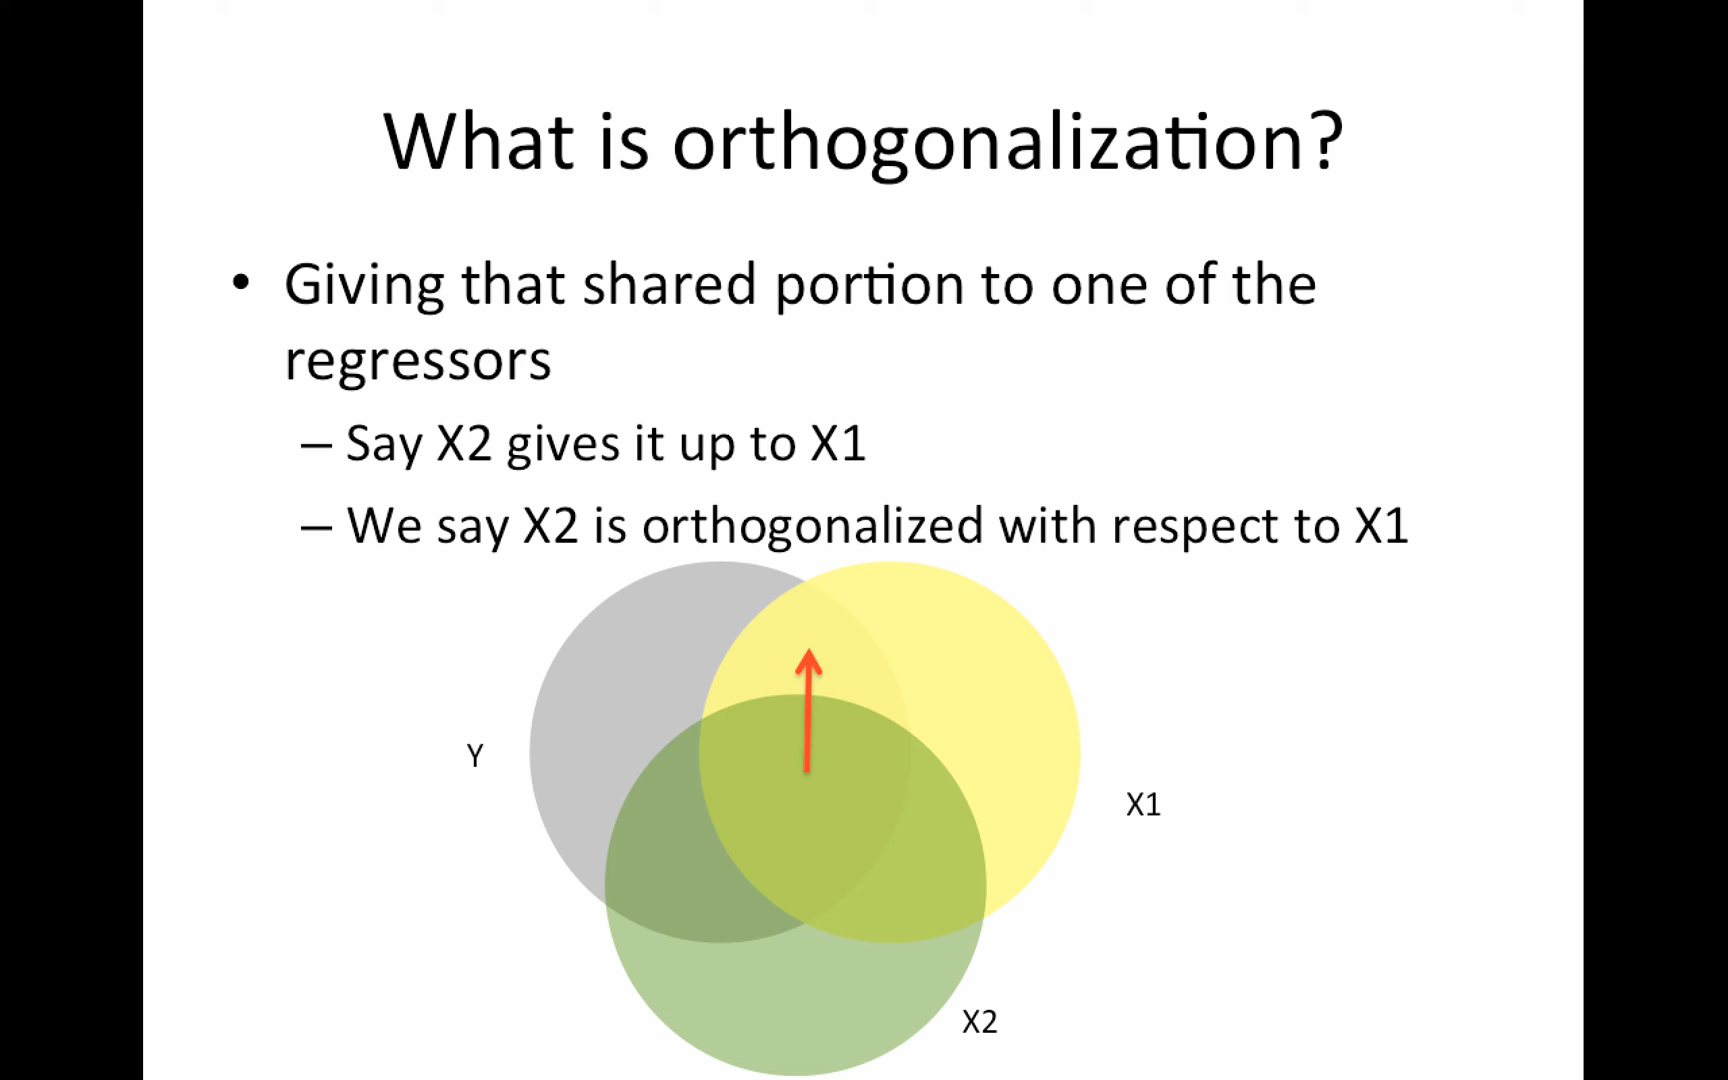 What is orthogonalization?
• Giving that shared portion to one of the
regressors
– Say X2 gives it up to X1
– We say X2 is orthogonalized with respect to X1
Y
X1
X2